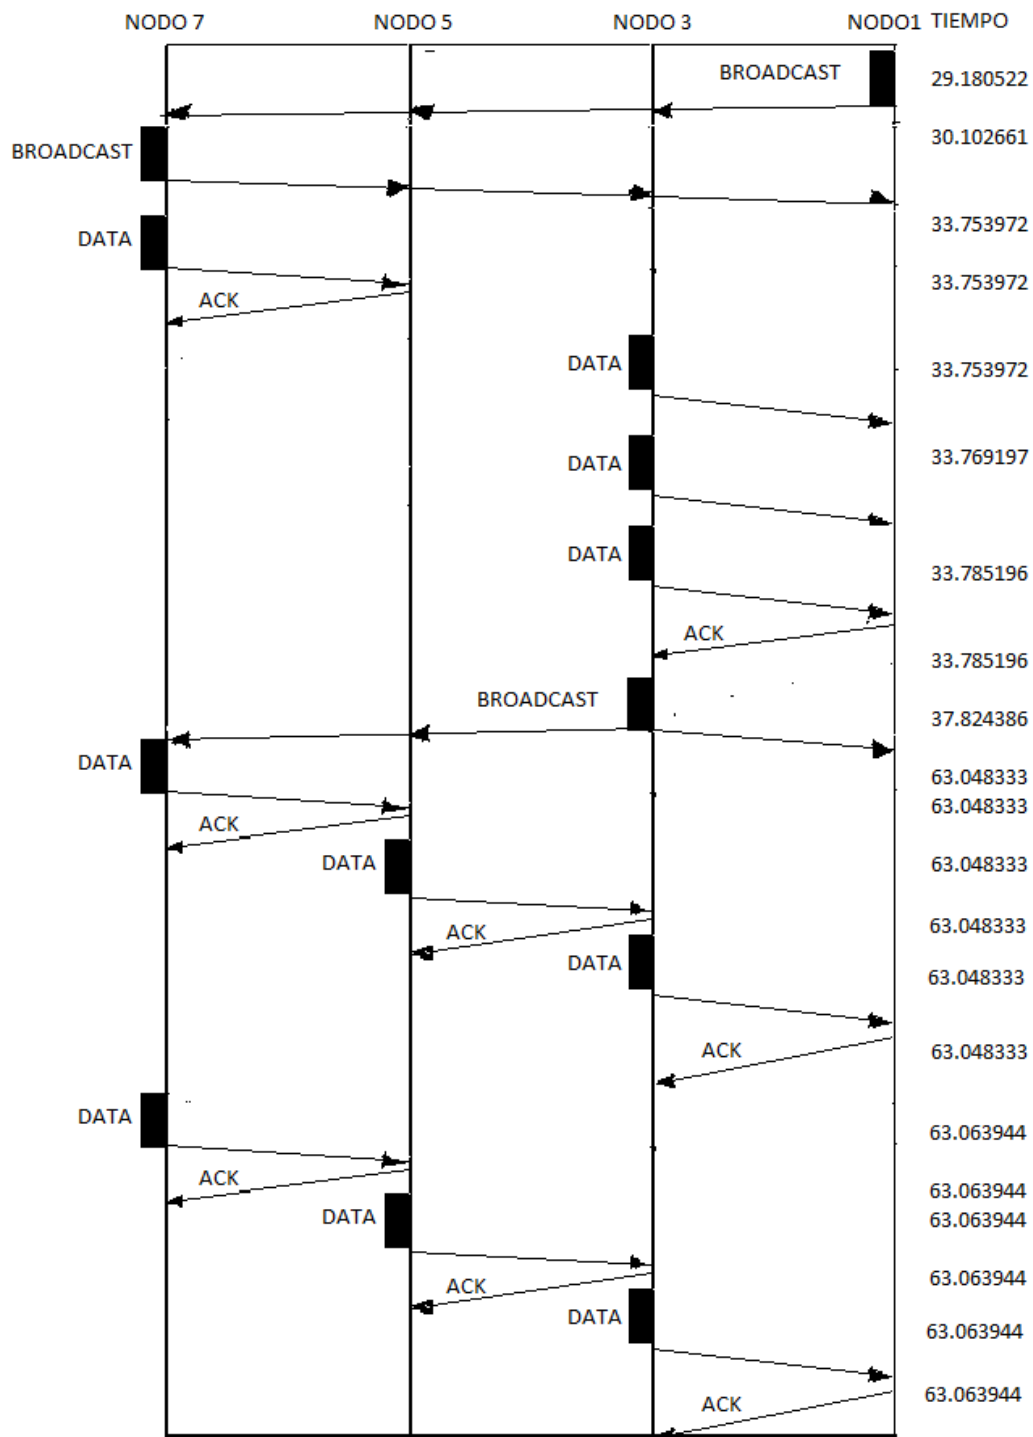 NODO 7 NODO 5 NODO 3 NODO1 TIEMPO
BROADCAST 29.180522
BROADCAST 30.102661
DATA 33.753972
ACK 33.753972
DATA 33.753972
DATA 33.769197
DATA 33.785196
ACK 33.785196
BROADCAST 37.824386
DATA 63.048333
63.048333
ACK
DATA 63.048333
ACK 63.048333
DATA 63.048333
ACK 63.048333
DATA 63.063944
ACK 63.063944
DATA 63.063944
ACK 63.063944
DATA 63.063944
ACK 63.063944